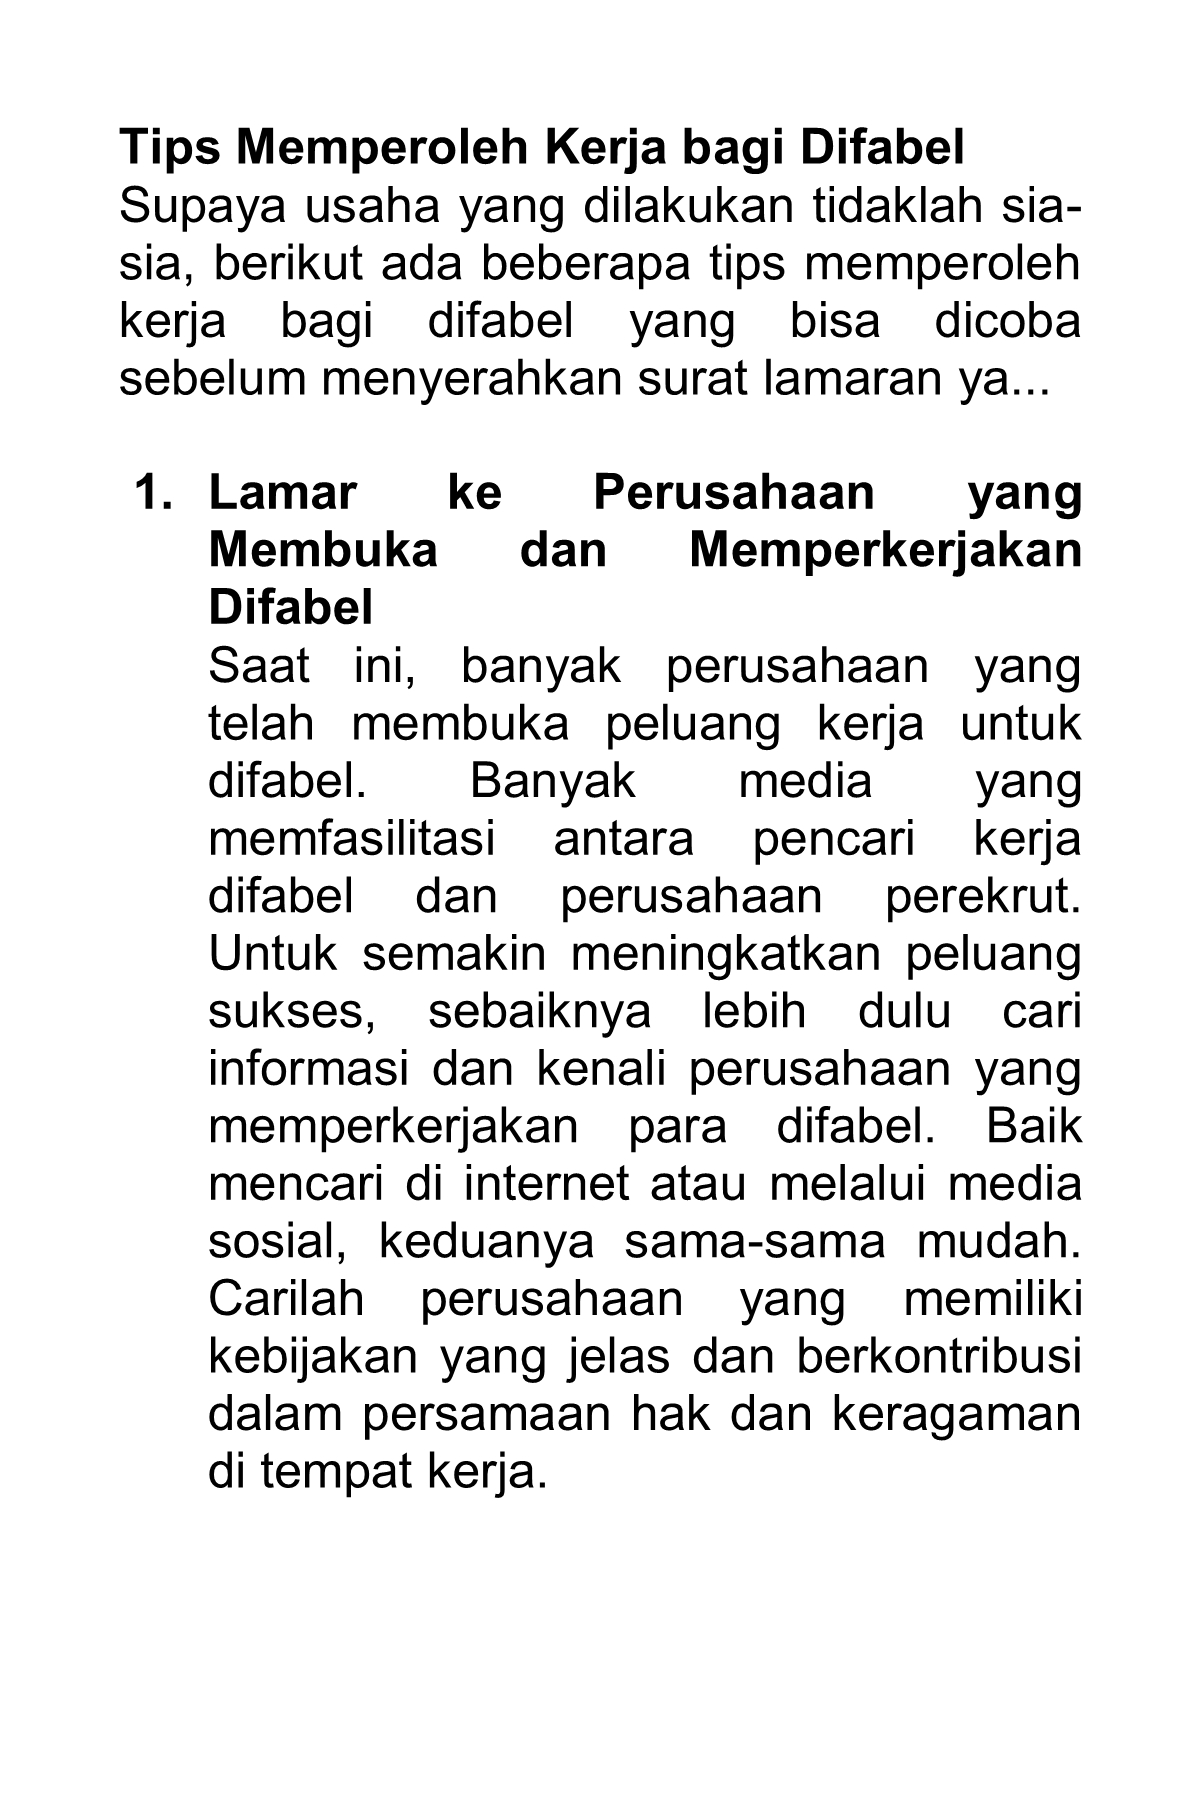 Tips Memperoleh Kerja bagi Difabel
Supaya usaha yang dilakukan tidaklah sia-
sia, berikut ada beberapa tips memperoleh
kerja bagi difabel yang bisa dicoba
sebelum menyerahkan surat lamaran ya...
1. Lamar ke Perusahaan yang
Membuka dan Memperkerjakan
Difabel
Saat ini, banyak perusahaan yang
telah membuka peluang kerja untuk
difabel. Banyak media yang
memfasilitasi antara pencari kerja
difabel dan perusahaan perekrut.
Untuk semakin meningkatkan peluang
sukses, sebaiknya lebih dulu cari
informasi dan kenali perusahaan yang
memperkerjakan para difabel. Baik
mencari di internet atau melalui media
sosial, keduanya sama-sama mudah.
Carilah perusahaan yang memiliki
kebijakan yang jelas dan berkontribusi
dalam persamaan hak dan keragaman
di tempat kerja.